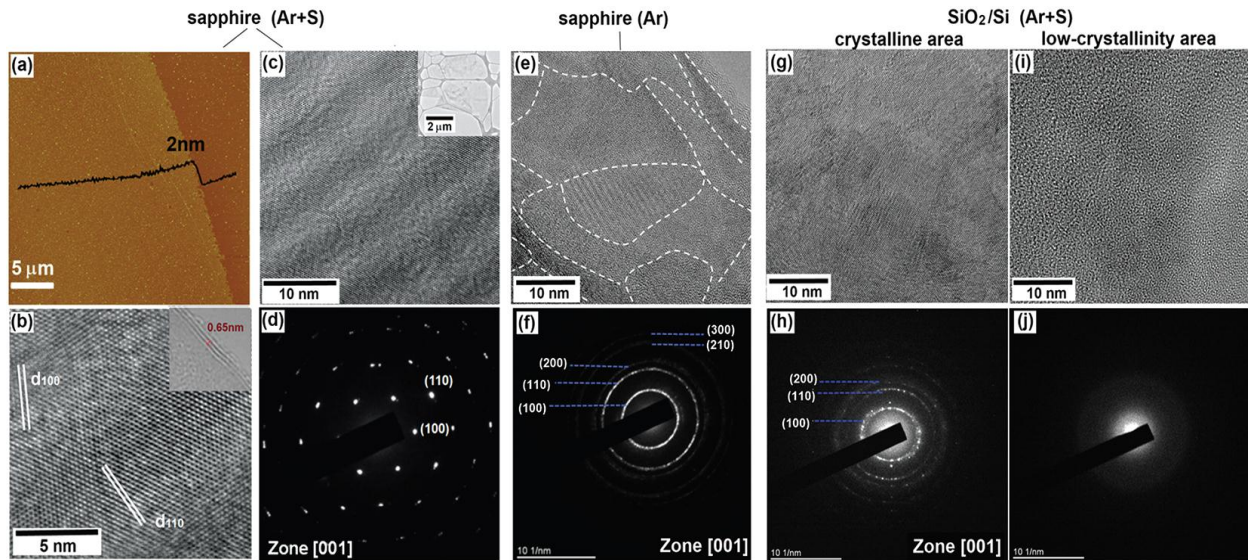 sapphire (Ar+S)
sapphire (Ar)
SiO₂/Si (Ar+S)
crystalline area
low-crystallinity area
(a)
2nm
5 μm
(c)
2 μm
10 nm
(e)
10 nm
(g)
10 nm
(i)
10 nm
(b)
0.65nm
d₁₀₀
d₁₁₀
5 nm
(d)
(110)
(100)
Zone [001]
(f)
(300)
(210)
(200)
(110)
(100)
10 1/nm
Zone [001]
(h)
(200)
(110)
(100)
10 1/nm
Zone [001]
(j)
10 1/nm